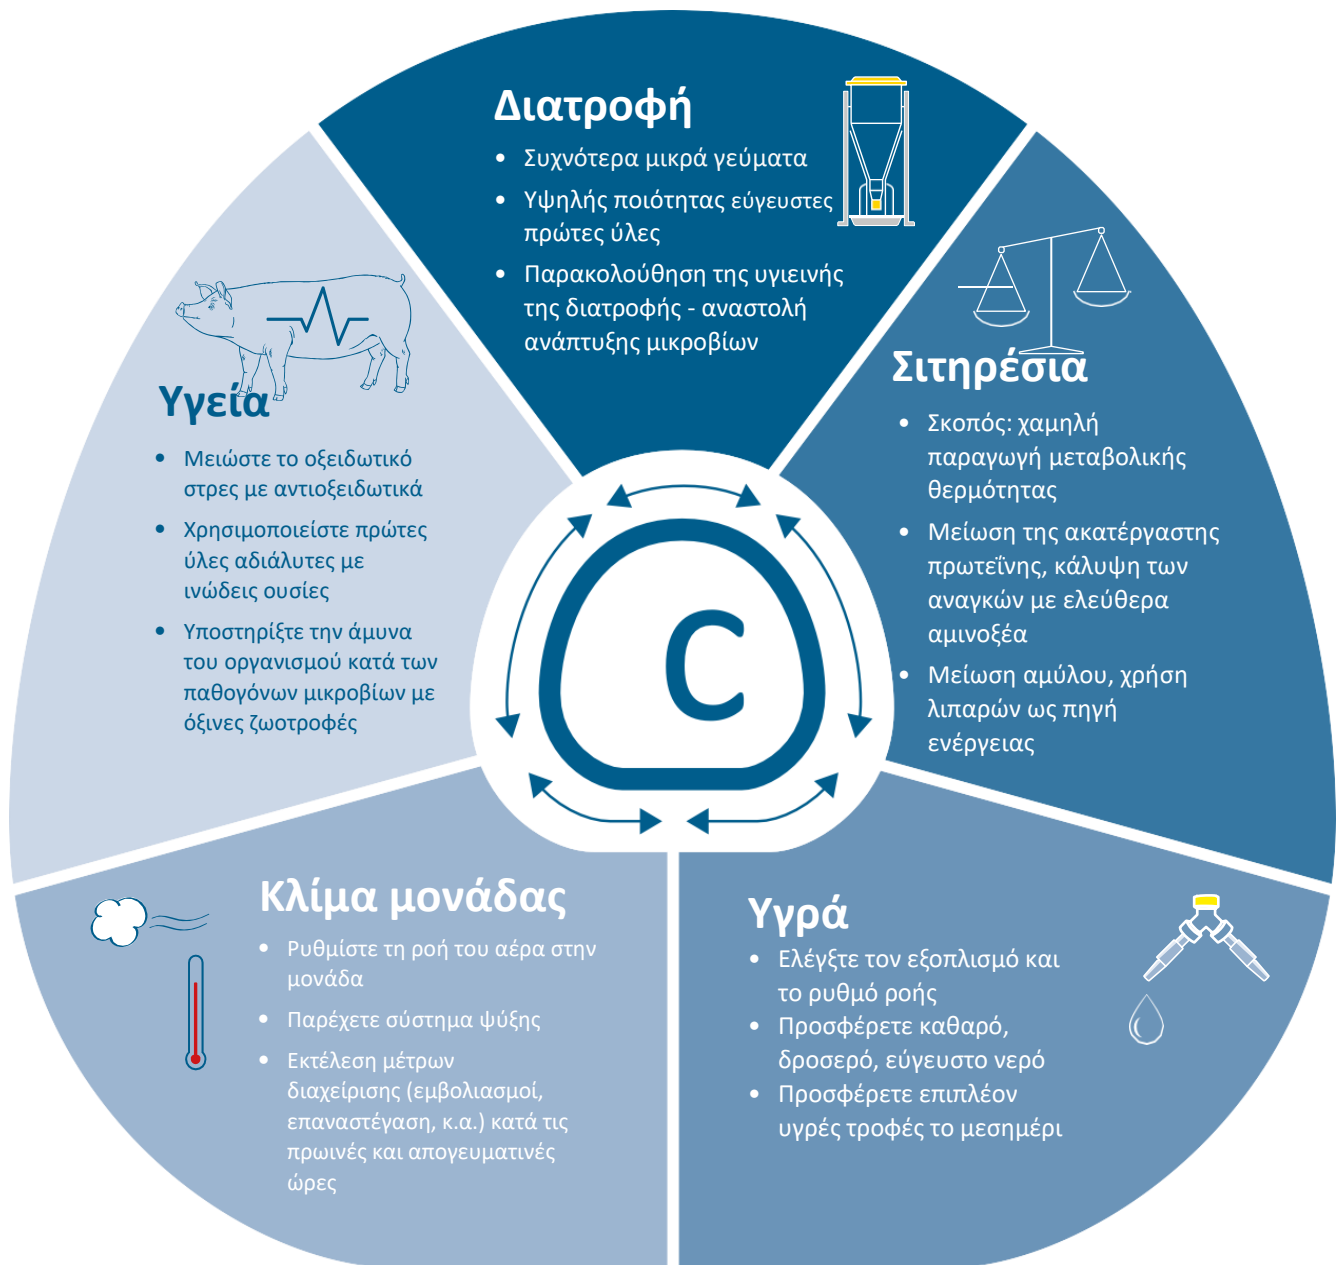 Διατροφή
• Συχνότερα μικρά γεύματα
• Υψηλής ποιότητας εύγευστες
πρώτες ύλες
• Παρακολούθηση της υγιεινής
της διατροφής - αναστολή
ανάπτυξης μικροβίων
Σιτηρέσια
• Σκοπός: χαμηλή
παραγωγή μεταβολικής
θερμότητας
• Μείωση της ακατέργαστης
πρωτεΐνης, κάλυψη των
αναγκών με ελεύθερα
αμινοξέα
• Μείωση αμύλου, χρήση
λιπαρών ως πηγή
ενέργειας
Υγεία
• Μειώστε το οξειδωτικό
στρες με αντιοξειδωτικά
• Χρησιμοποιείστε πρώτες
ύλες αδιάλυτες με
ινώδεις ουσίες
• Υποστηρίξτε την άμυνα
του οργανισμού κατά των
παθογόνων μικροβίων με
όξινες ζωοτροφές
C
Κλίμα μονάδας
• Ρυθμίστε τη ροή του αέρα στην
μονάδα
• Παρέχετε σύστημα ψύξης
• Εκτέλεση μέτρων
διαχείρισης (εμβολιασμοί,
επαναστέγαση, κ.α.) κατά τις
πρωινές και απογευματινές
ώρες
Υγρά
• Ελέγξτε τον εξοπλισμό και
το ρυθμό ροής
• Προσφέρετε καθαρό,
δροσερό, εύγευστο νερό
• Προσφέρετε επιπλέον
υγρές τροφές το μεσημέρι